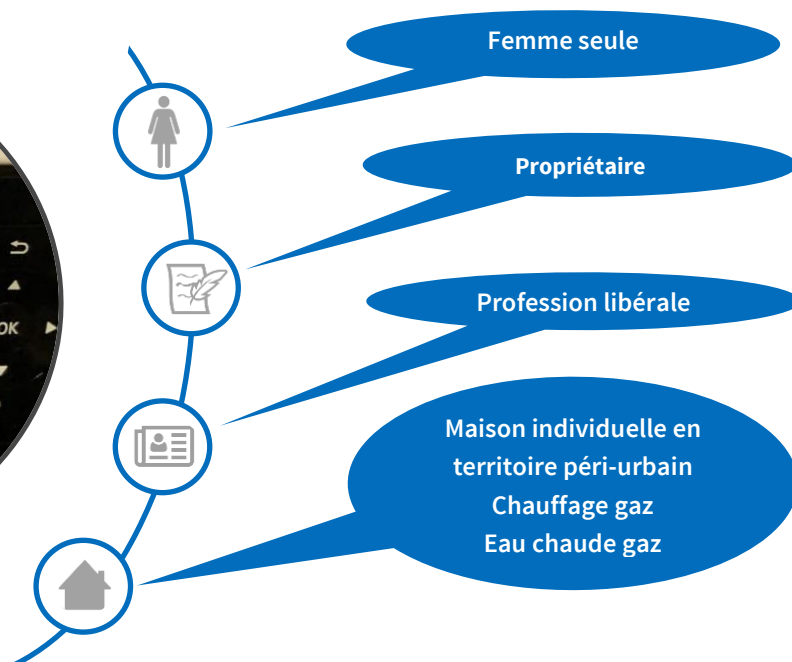 Femme seule
Propriétaire
OK
Profession libérale
Maison individuelle en
territoire péri-urbain
Chauffage gaz
Eau chaude gaz